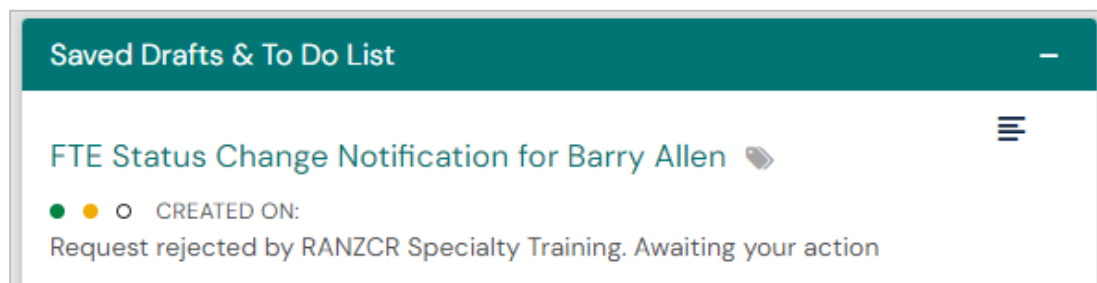 Saved Drafts & To Do List
FTE Status Change Notification for Barry Allen
CREATED ON:
Request rejected by RANZCR Specialty Training. Awaiting your action